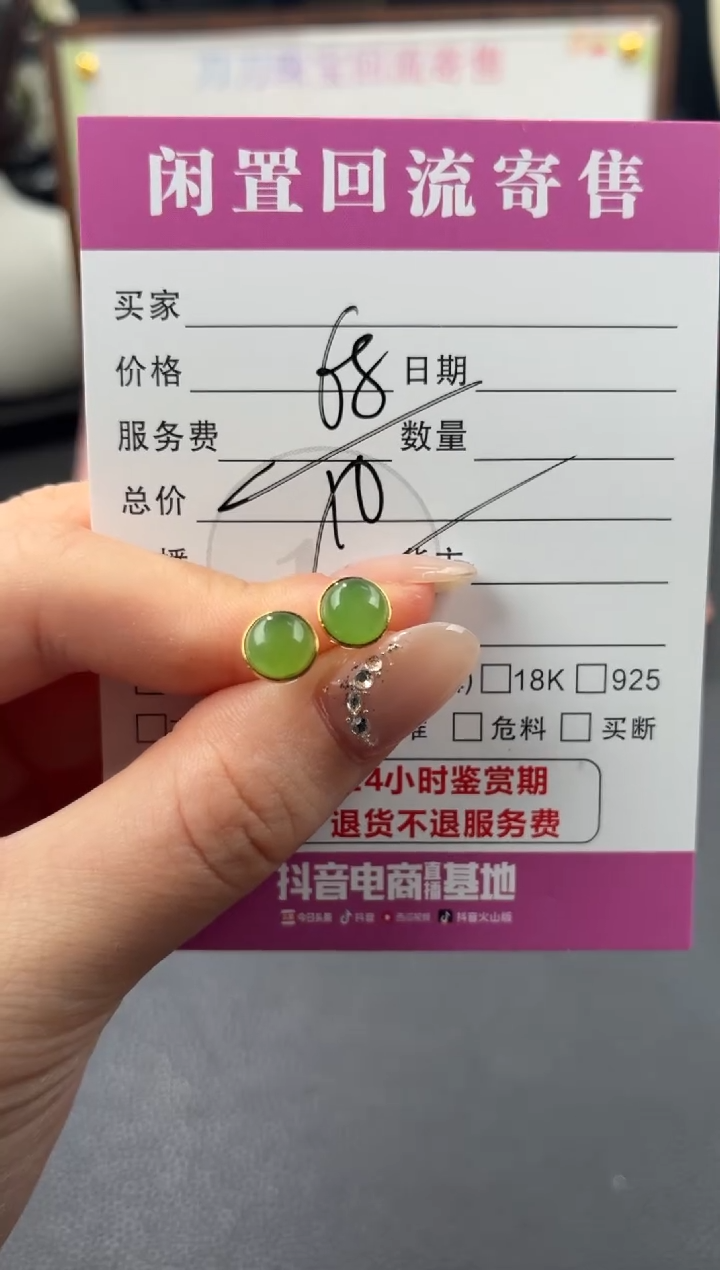 闲置回流寄售
买家
价格 68 日期
服务费 数量
总价 10
18K 925
危料 买断
24小时鉴赏期
退货不退服务费
抖音电商直播基地
今日头条 抖音 西瓜视频 抖音火山版